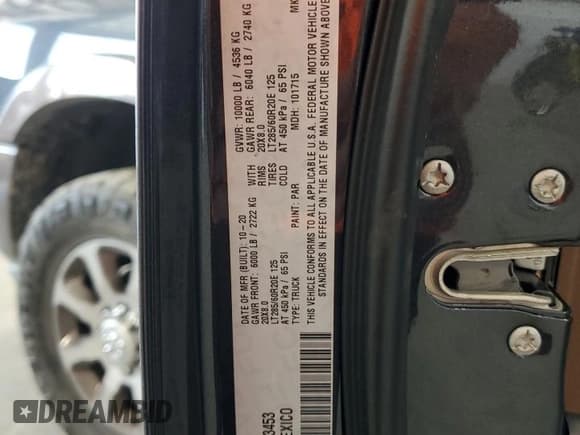 DATE OF MFR (BUILT): 10-20 GVWR: 10000 LB / 4536 KG
GAWR FRONT: 6000 LB / 2722 KG WITH GAWR REAR: 6040 LB / 2740 KG
20X8.0 RIMS 20X8.0
LT285/60R20E 125 TIRES LT285/60R20E 125
AT 450 kPa / 65 PSI COLD AT 450 kPa / 65 PSI
TYPE: TRUCK PAINT: PAR MDH: 101715 MK
THIS VEHICLE CONFORMS TO ALL APPLICABLE U.S.A. FEDERAL MOTOR VEHICLE
STANDARDS IN EFFECT ON THE DATE OF MANUFACTURE SHOWN ABOVE
3453
EXICO
DREAMBID